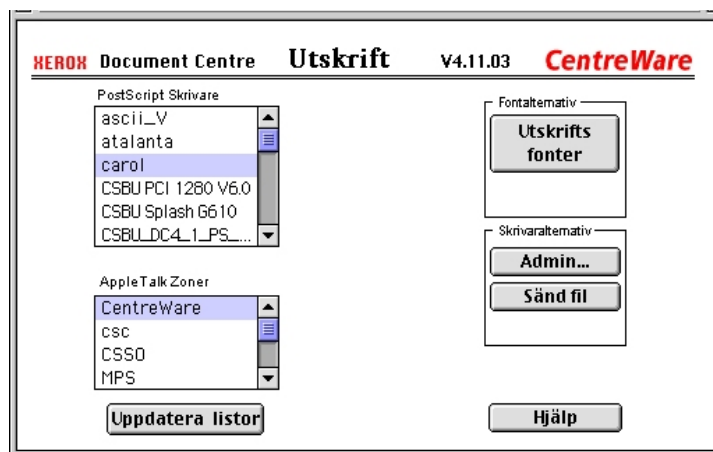 XEROX Document Centre Utskrift V4.11.03 CentreWare
PostScript Skrivare
ascii_V
atalanta
carol
CSBU PCI 1280 V6.0
CSBU Splash G610
CSBU_DC4_1_PS_...
AppleTalk Zoner
CentreWare
csc
CSSO
MPS
Uppdatera listor
Fontalternativ
Utskrifts
fonter
Skrivaralternativ
Admin...
Sänd fil
Hjälp